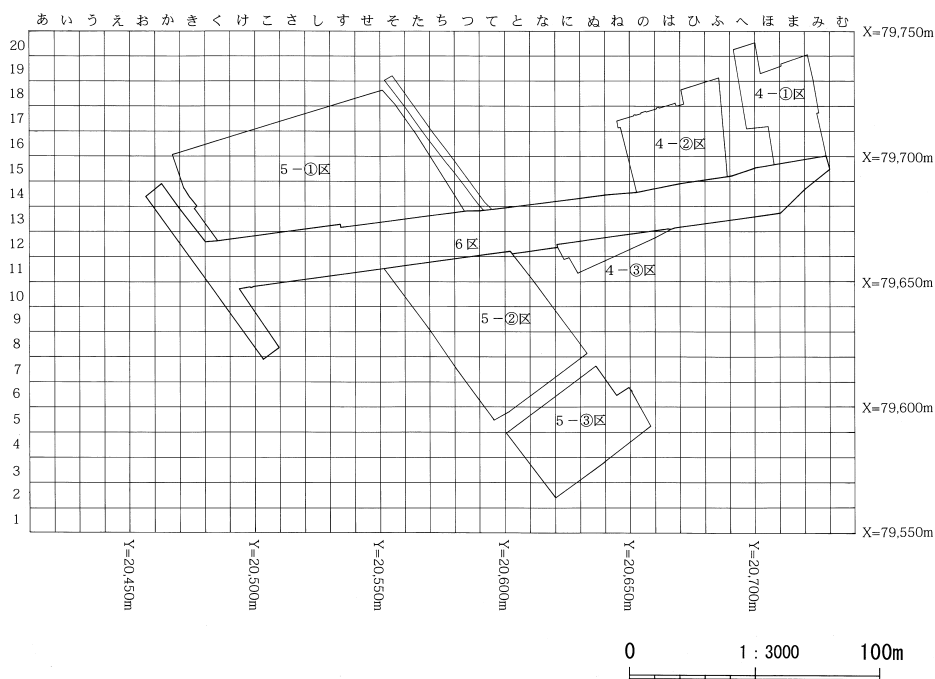 あ い う え お か き く け こ さ し す せ そ た ち つ て と な に ぬ ね の は ひ ふ へ ほ ま み む
X=79,750m
20
19
18
17
16
15
14
13
12
11
10
9
8
7
6
5
4
3
2
1
4-①区
4-②区
X=79,700m
5-①区
6区
4-③区
X=79,650m
5-②区
X=79,600m
5-③区
X=79,550m
Y=20,450m
Y=20,500m
Y=20,550m
Y=20,600m
Y=20,650m
Y=20,700m
0 1:3000 100m